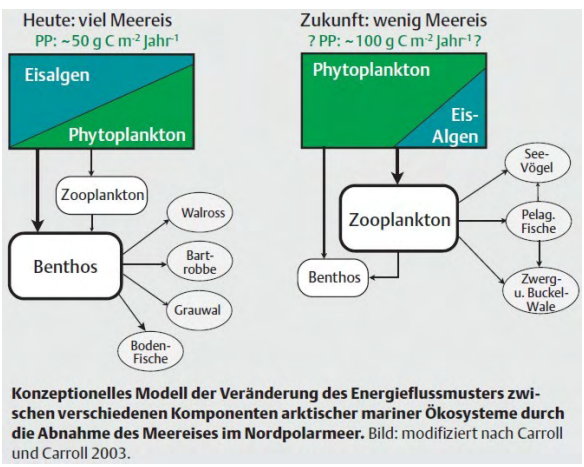 Heute: viel Meereis
PP: ~50 g C m-2 Jahr-1
Eisalgen
Phytoplankton
Zooplankton
Benthos
Walross
Bart-
robbe
Grauwal
Boden-
Fische
Zukunft: wenig Meereis
? PP: ~100 g C m-2 Jahr-1 ?
Phytoplankton
Eis-
Algen
Zooplankton
Benthos
See-
Vögel
Pelag.
Fische
Zwerg-
u. Buckel-
Wale
Konzeptionelles Modell der Veränderung des Energieflussmusters zwi-
schen verschiedenen Komponenten arktischer mariner Ökosysteme durch
die Abnahme des Meereises im Nordpolarmeer. Bild: modifiziert nach Carroll
und Carroll 2003.